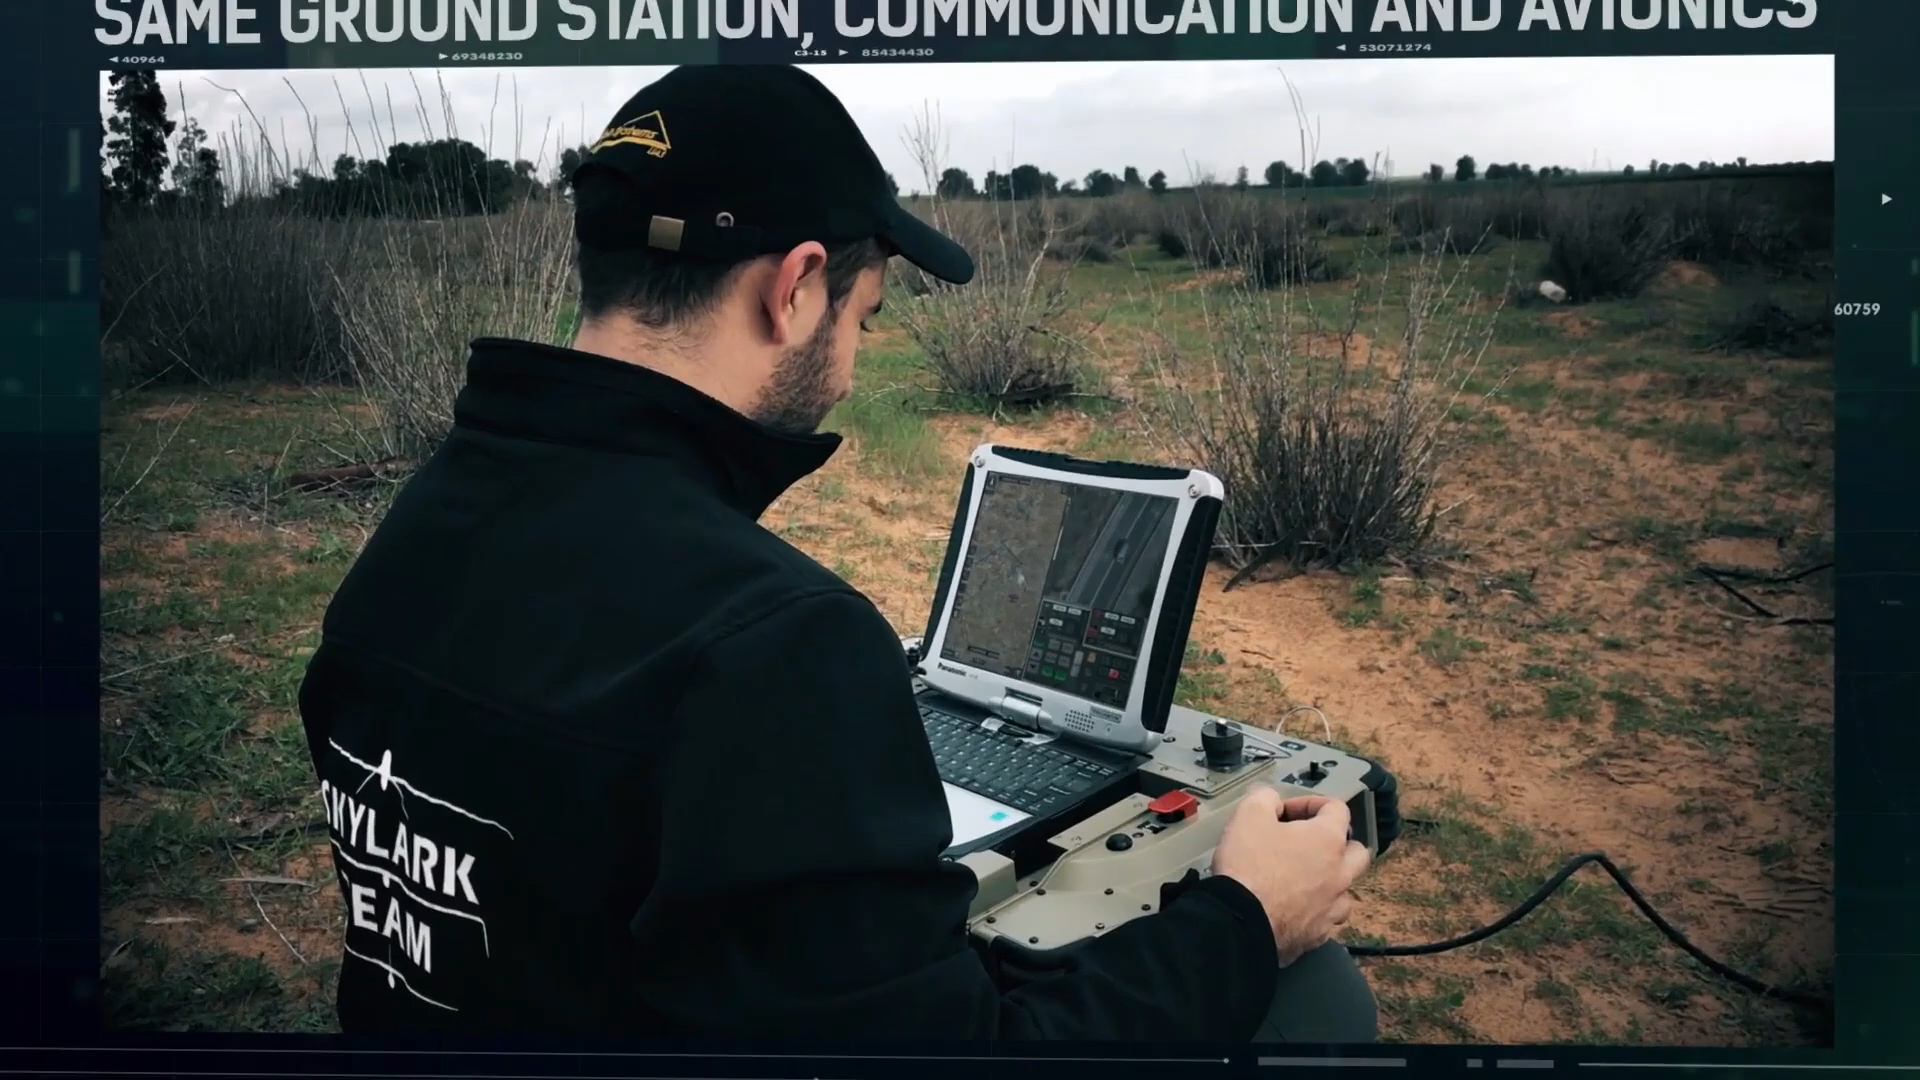 SAME GROUND STATION, COMMUNICATION AND AVIONICS
40964
69348230
C3-15
85434430
53071274
60759
Panasonic
SKYLARK
TEAM